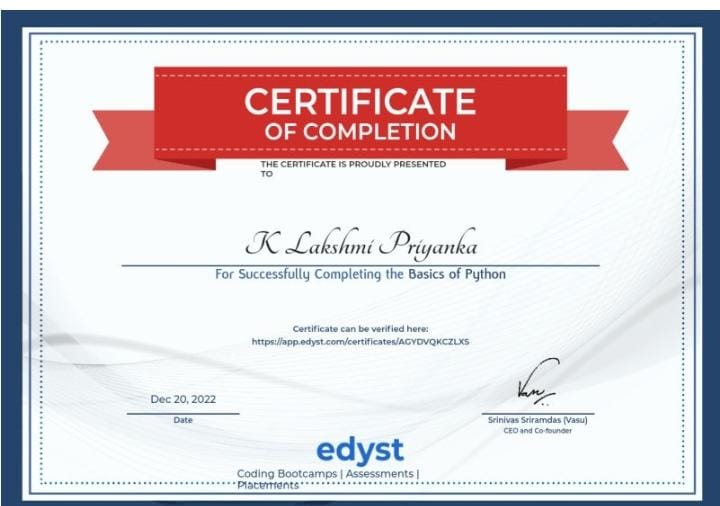 CERTIFICATE
OF COMPLETION
THE CERTIFICATE IS PROUDLY PRESENTED
TO
K Lakshmi Priyanka
For Successfully Completing the Basics of Python
Certificate can be verified here:
https://app.edyst.com/certificates/AGYDVQKCZLXS
Dec 20, 2022
Date
Vasu
Srinivas Sriramdas (Vasu)
CEO and Co-founder
edyst
Coding Bootcamps | Assessments |
Placements